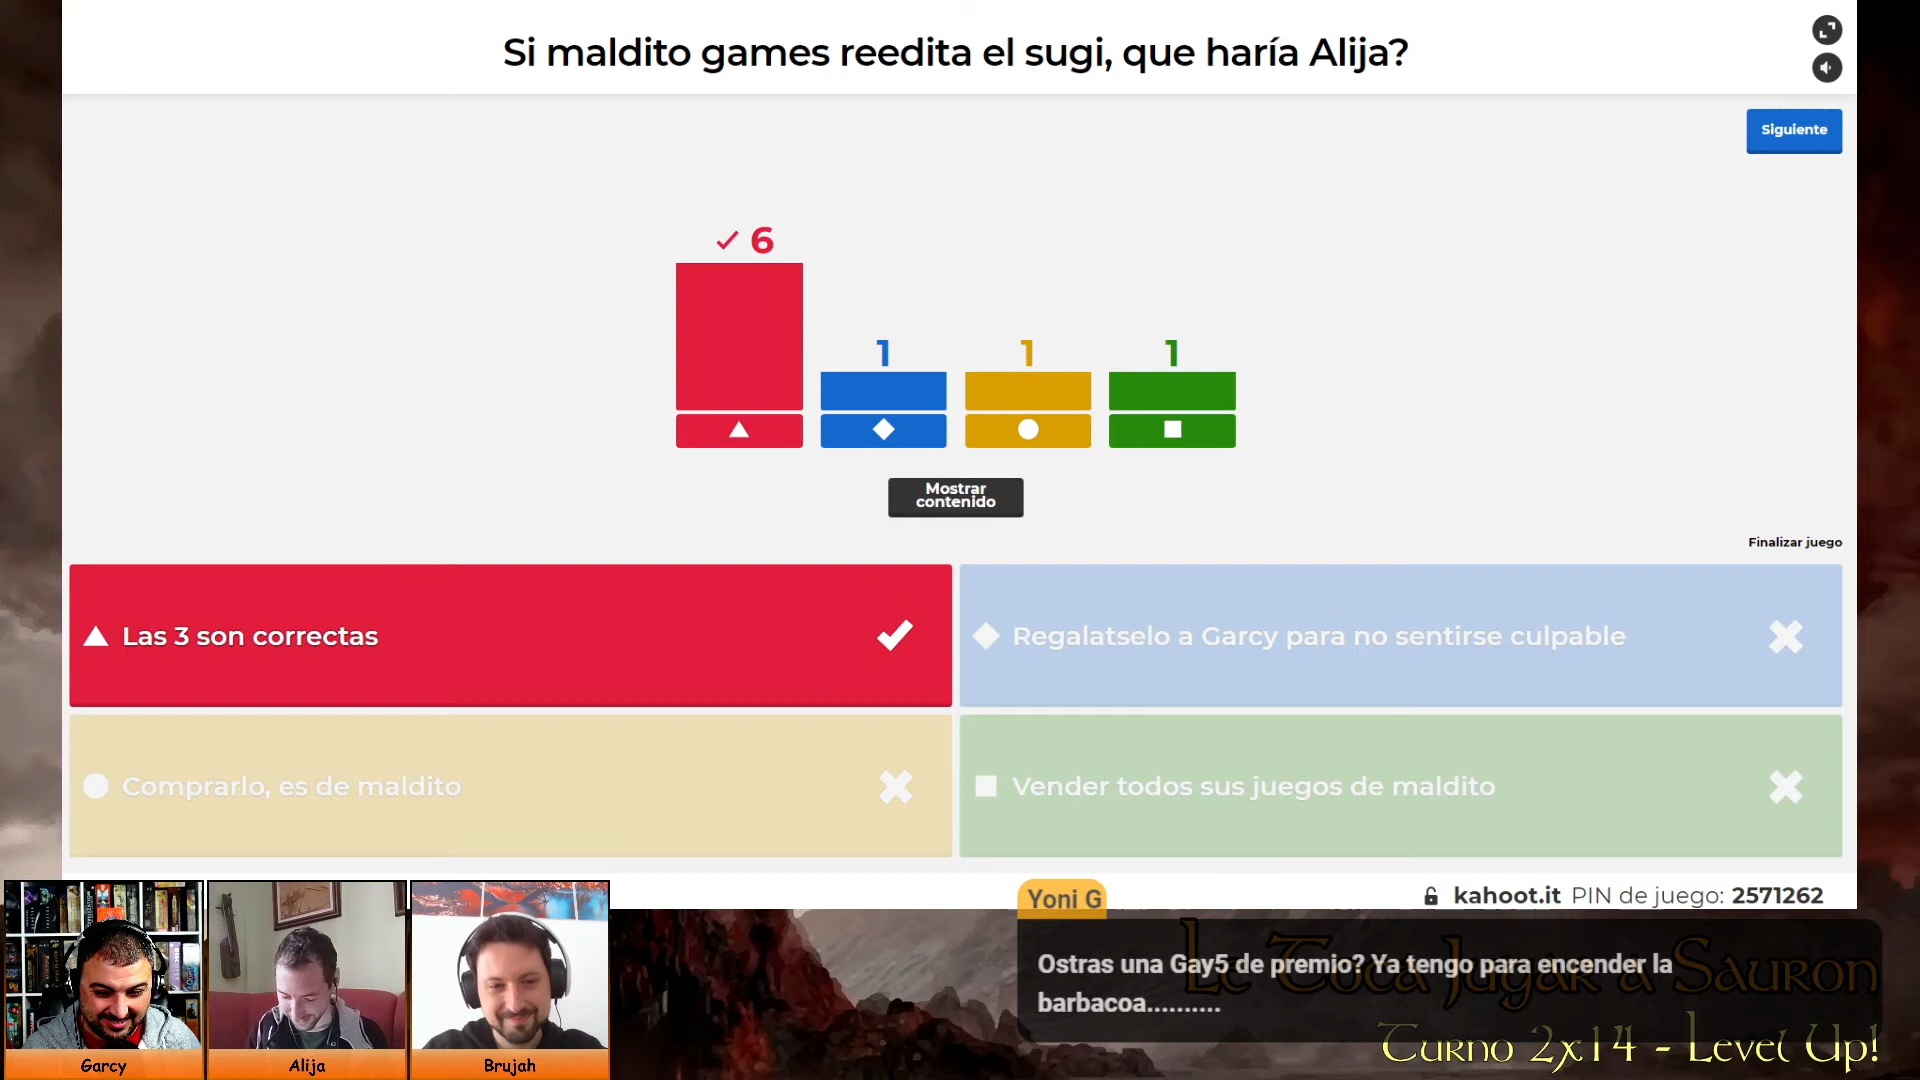 Si maldito games reedita el sugi, que haría Alija?
Siguiente
6
1
1
1
Mostrar
contenido
Finalizar juego
Las 3 son correctas
Regalatselo a Garcy para no sentirse culpable
Comprarlo, es de maldito
Vender todos sus juegos de maldito
kahoot.it PIN de juego: 2571262
Yoni G
Ostras una Gay5 de premio? Ya tengo para encender la
barbacoa..........
Le Toca Jugar a Sauron
Turno 2x14 - Level Up!
Garcy
Alija
Brujah